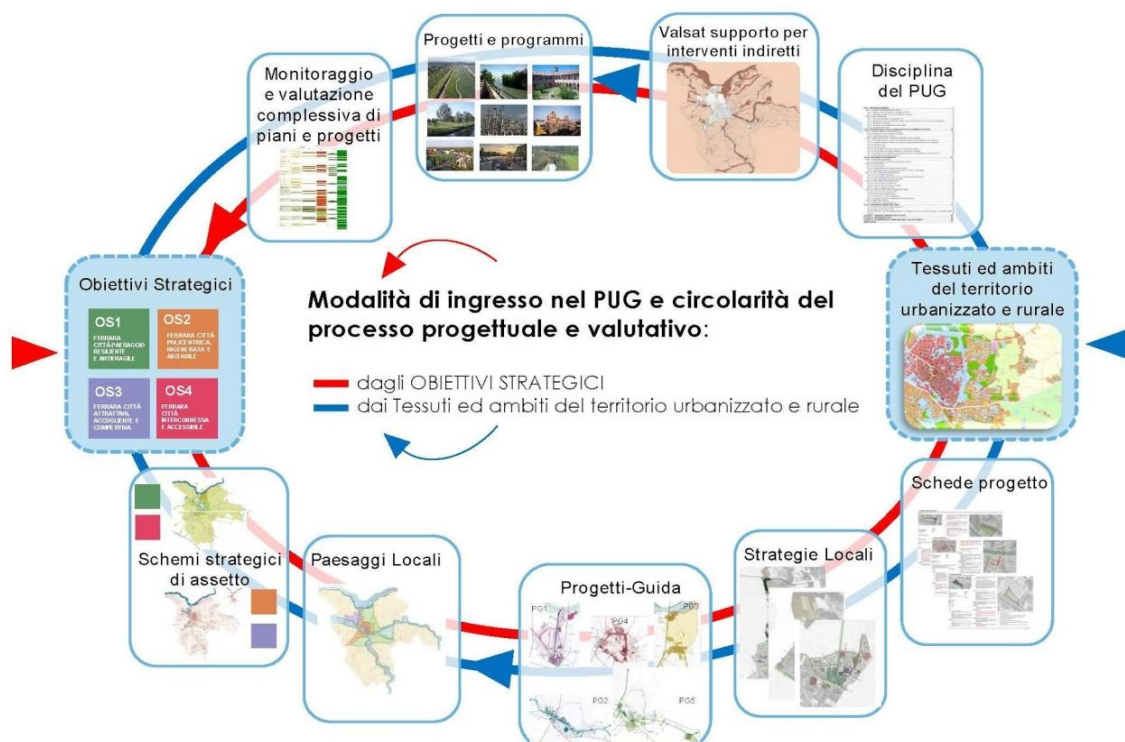 Progetti e programmi
Valsat supporto per
interventi indiretti
Monitoraggio
e valutazione
complessiva di
piani e progetti
Disciplina
del PUG
Obiettivi Strategici
OS1
FERRARA
CITTÀ-PAESAGGIO
RESILIENTE
E ANTIFRAGILE
OS2
FERRARA CITTÀ
POLICENTRICA,
RIGENERATA E
ABITABILE
OS3
FERRARA CITTÀ
ATTRATTIVA,
ACCOGLIENTE E
COMPETITIVA
OS4
FERRARA
CITTÀ
INTERCONNESSA
E ACCESSIBILE
Modalità di ingresso nel PUG e circolarità del
processo progettuale e valutativo:
dagli OBIETTIVI STRATEGICI
dai Tessuti ed ambiti del territorio urbanizzato e rurale
Tessuti ed ambiti
del territorio
urbanizzato e rurale
Schemi strategici
di assetto
Paesaggi Locali
Progetti-Guida
PG1
PG4
PG3
PG2
PG5
Strategie Locali
Schede progetto